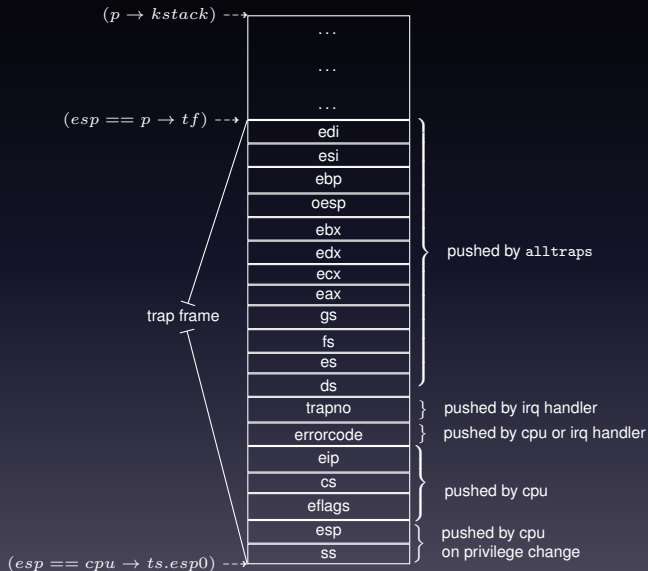 (p → kstack)
...
...
...
(esp == p → tf)
edi
esi
ebp
oesp
ebx
edx
pushed by alltraps
ecx
eax
trap frame
gs
fs
es
ds
trapno
pushed by irq handler
errorcode
pushed by cpu or irq handler
eip
cs
pushed by cpu
eflags
esp
pushed by cpu
on privilege change
ss
(esp == cpu → ts.esp0)